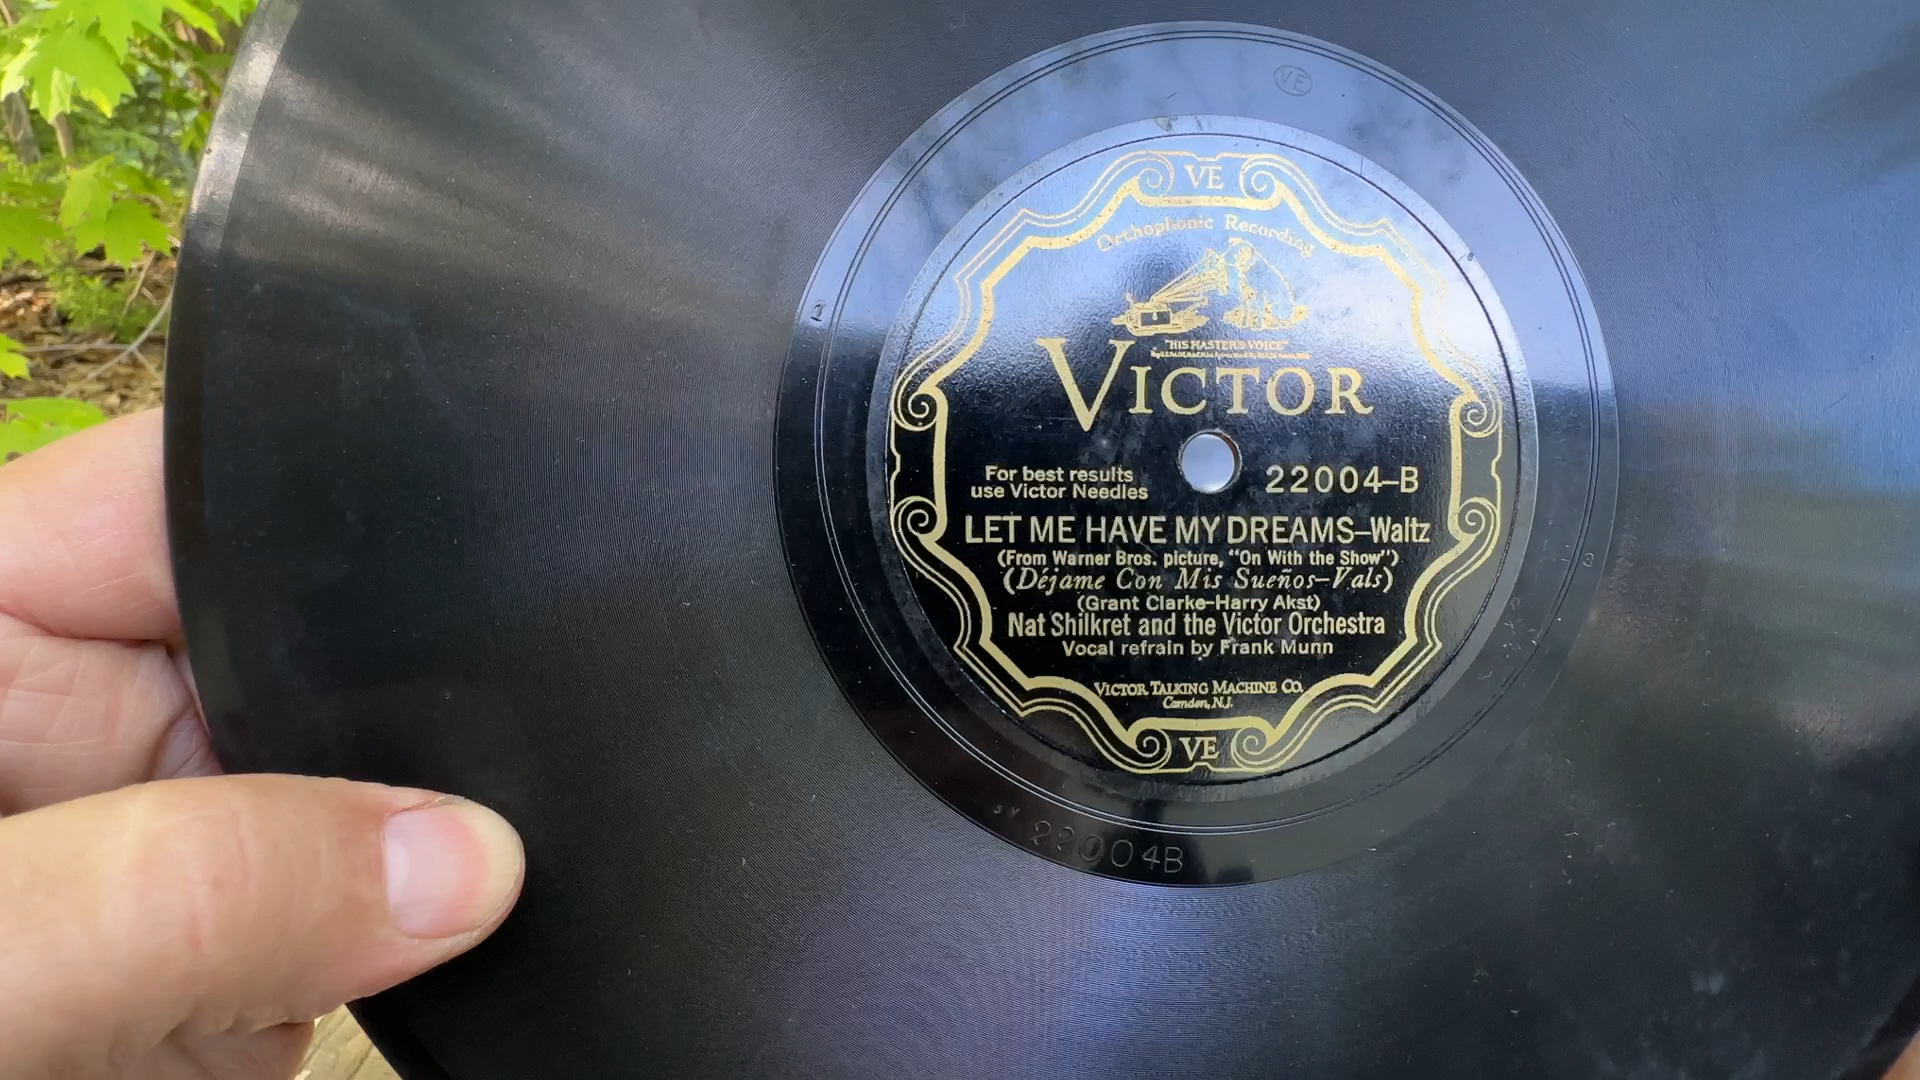 VE
VE
Orthophonic Recording
"HIS MASTER'S VOICE"
VICTOR
For best results
use Victor Needles
22004-B
LET ME HAVE MY DREAMS—Waltz
(From Warner Bros. picture, "On With the Show")
(Déjame Con Mis Sueños—Vals)
(Grant Clarke-Harry Akst)
Nat Shilkret and the Victor Orchestra
Vocal refrain by Frank Munn
VICTOR TALKING MACHINE CO.
Camden, N.J.
VE
22004B